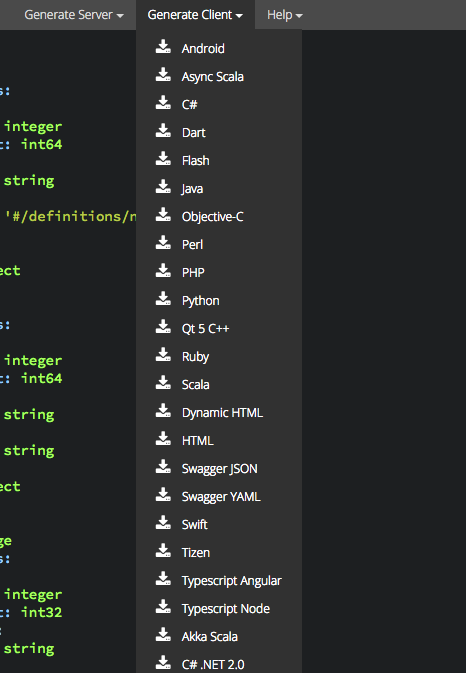 Generate Server
Generate Client
Help
s:
integer
t: int64
string
'#/definitions/n
ect
s:
integer
t: int64
string
string
ect
ge
s:
integer
t: int32
:
string
Android
Async Scala
C#
Dart
Flash
Java
Objective-C
Perl
PHP
Python
Qt 5 C++
Ruby
Scala
Dynamic HTML
HTML
Swagger JSON
Swagger YAML
Swift
Tizen
Typescript Angular
Typescript Node
Akka Scala
C# .NET 2.0